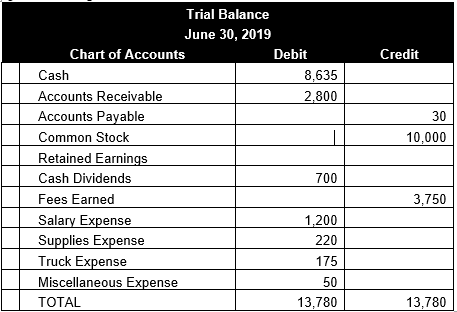 Trial Balance
June 30, 2019
Chart of Accounts Debit Credit
Cash 8,635
Accounts Receivable 2,800
Accounts Payable 30
Common Stock 10,000
Retained Earnings
Cash Dividends 700
Fees Earned 3,750
Salary Expense 1,200
Supplies Expense 220
Truck Expense 175
Miscellaneous Expense 50
TOTAL 13,780 13,780